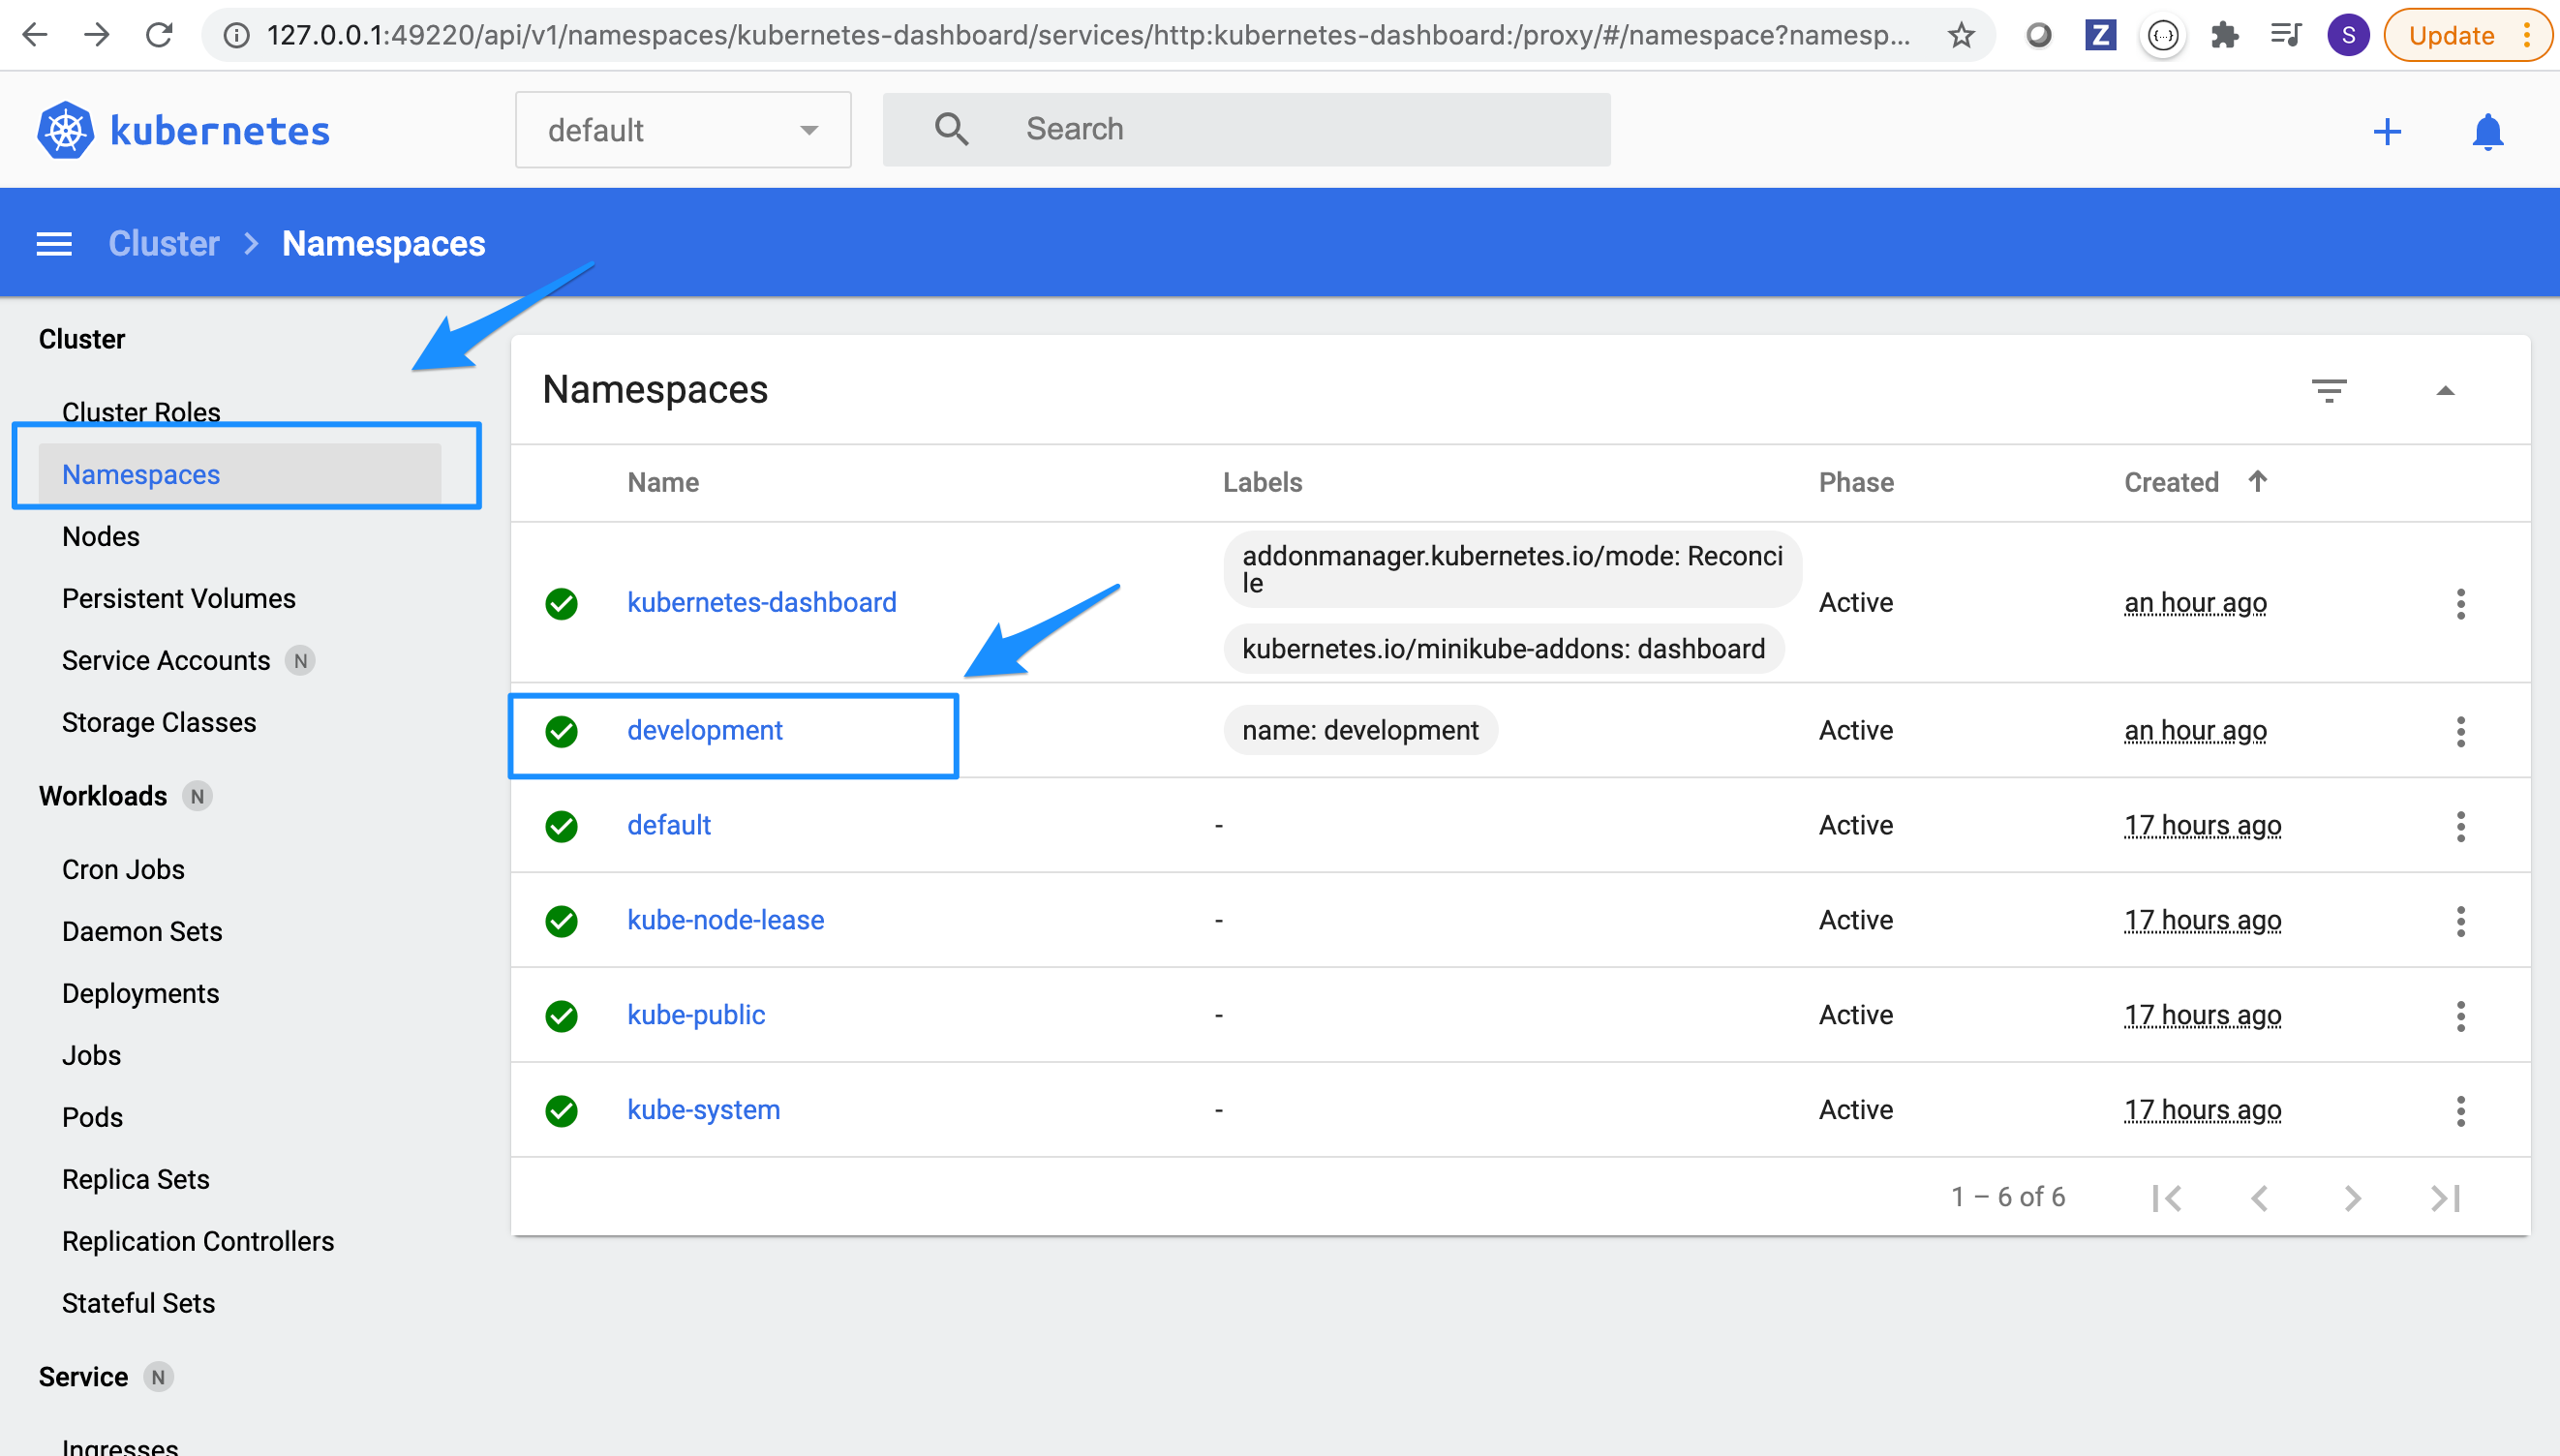 127.0.0.1:49220/api/v1/namespaces/kubernetes-dashboard/services/http:kubernetes-dashboard:/proxy/#/namespace?namesp...
Z
{...}
S
Update
kubernetes
default
Search
Cluster
Namespaces
Cluster
Cluster Roles
Namespaces
Nodes
Persistent Volumes
Service Accounts N
Storage Classes
Workloads N
Cron Jobs
Daemon Sets
Deployments
Jobs
Pods
Replica Sets
Replication Controllers
Stateful Sets
Service N
Ingresses
Namespaces
Name Labels Phase Created
kubernetes-dashboard
addonmanager.kubernetes.io/mode: Reconci
le
kubernetes.io/minikube-addons: dashboard
Active an hour ago
development name: development Active an hour ago
default - Active 17 hours ago
kube-node-lease - Active 17 hours ago
kube-public - Active 17 hours ago
kube-system - Active 17 hours ago
1 – 6 of 6